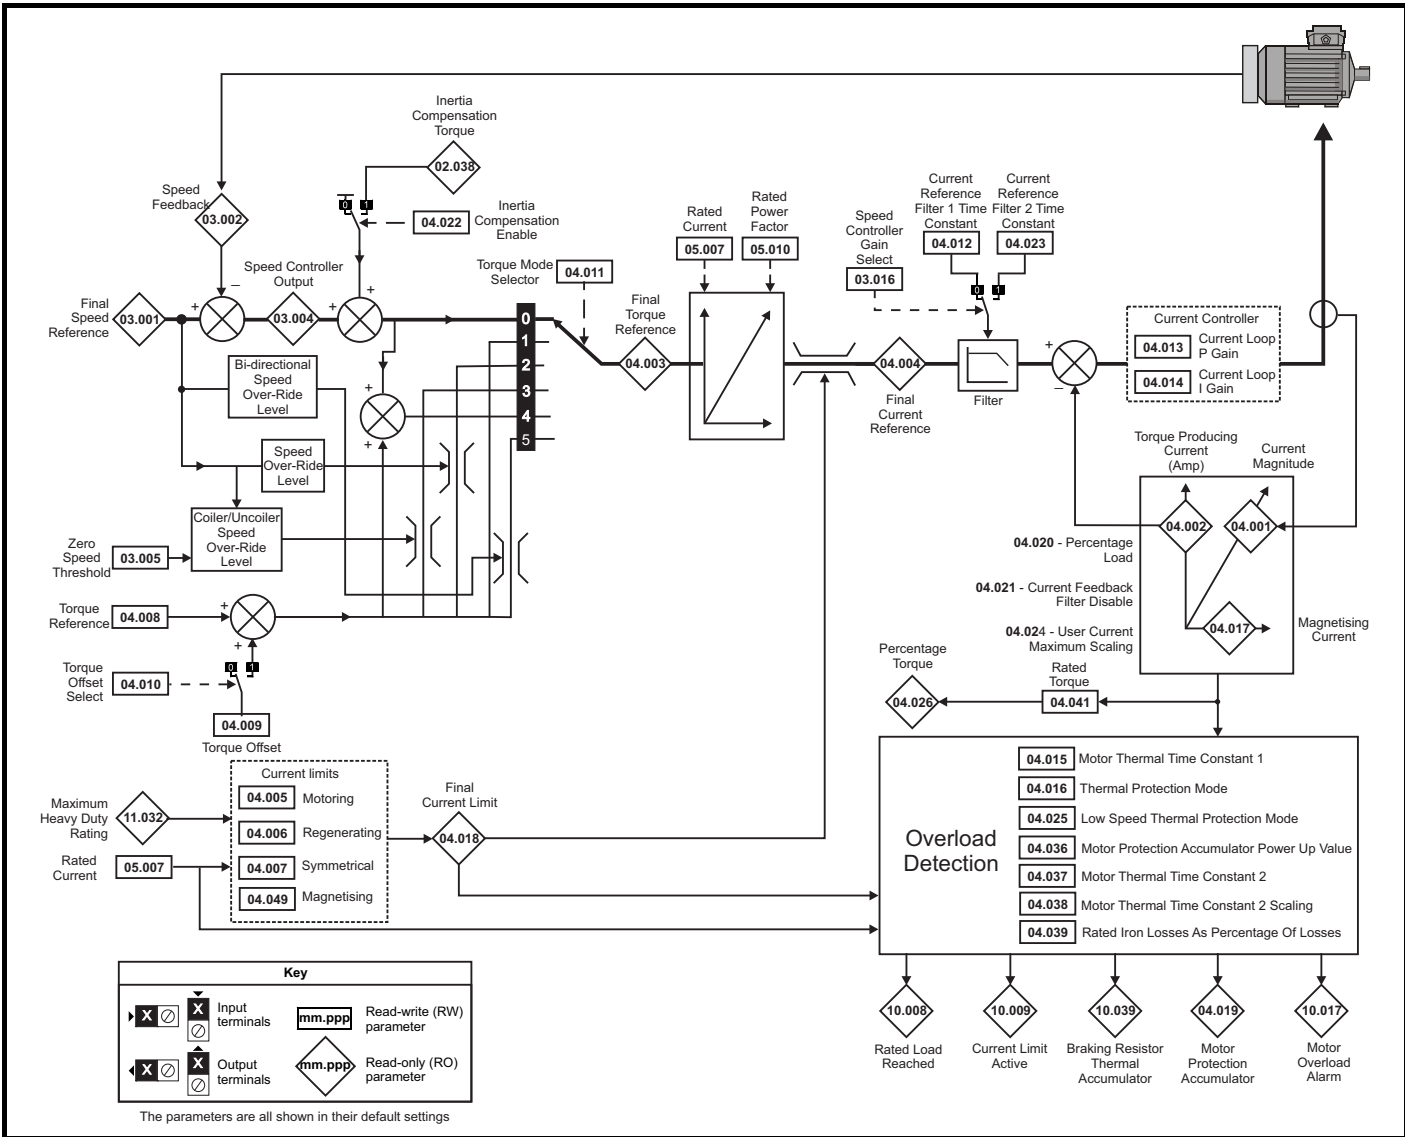 Inertia
Compensation
Torque
02.038
Speed
Feedback
03.002
0 1
04.022
Inertia
Compensation
Enable
Final
Speed
Reference
03.001
+
–
Speed Controller
Output
03.004
+
+
Torque Mode
Selector
04.011
0
1
2
3
4
5
Final
Torque
Reference
04.003
Rated
Current
05.007
Rated
Power
Factor
05.010
Speed
Controller
Gain
Select
03.016
Current
Reference
Filter 1 Time
Constant
04.012
Current
Reference
Filter 2 Time
Constant
04.023
0 1
04.004
Final
Current
Reference
Filter
+
–
Current Controller
04.013
Current Loop
P Gain
04.014
Current Loop
I Gain
Bi-directional
Speed
Over-Ride
Level
+
+
Speed
Over-Ride
Level
Coiler/Uncoiler
Speed
Over-Ride
Level
Zero
Speed
Threshold
03.005
Torque
Reference
04.008
+
+
Torque
Offset
Select
04.010
0 1
04.009
Torque Offset
Torque Producing
Current
(Amp)
Current
Magnitude
04.002
04.001
04.017
Magnetising
Current
04.020 - Percentage
Load
04.021 - Current Feedback
Filter Disable
04.024 - User Current
Maximum Scaling
Percentage
Torque
04.026
Rated
Torque
04.041
Maximum
Heavy Duty
Rating
11.032
Rated
Current
05.007
Current limits
04.005 Motoring
04.006 Regenerating
04.007 Symmetrical
04.049 Magnetising
Final
Current Limit
04.018
Overload
Detection
04.015 Motor Thermal Time Constant 1
04.016 Thermal Protection Mode
04.025 Low Speed Thermal Protection Mode
04.036 Motor Protection Accumulator Power Up Value
04.037 Motor Thermal Time Constant 2
04.038 Motor Thermal Time Constant 2 Scaling
04.039 Rated Iron Losses As Percentage Of Losses
10.008
Rated Load
Reached
10.009
Current Limit
Active
10.039
Braking Resistor
Thermal
Accumulator
04.019
Motor
Protection
Accumulator
10.017
Motor
Overload
Alarm
Key
X
X
Input
terminals
mm.ppp
Read-write (RW)
parameter
X
X
Output
terminals
mm.ppp
Read-only (RO)
parameter
The parameters are all shown in their default settings